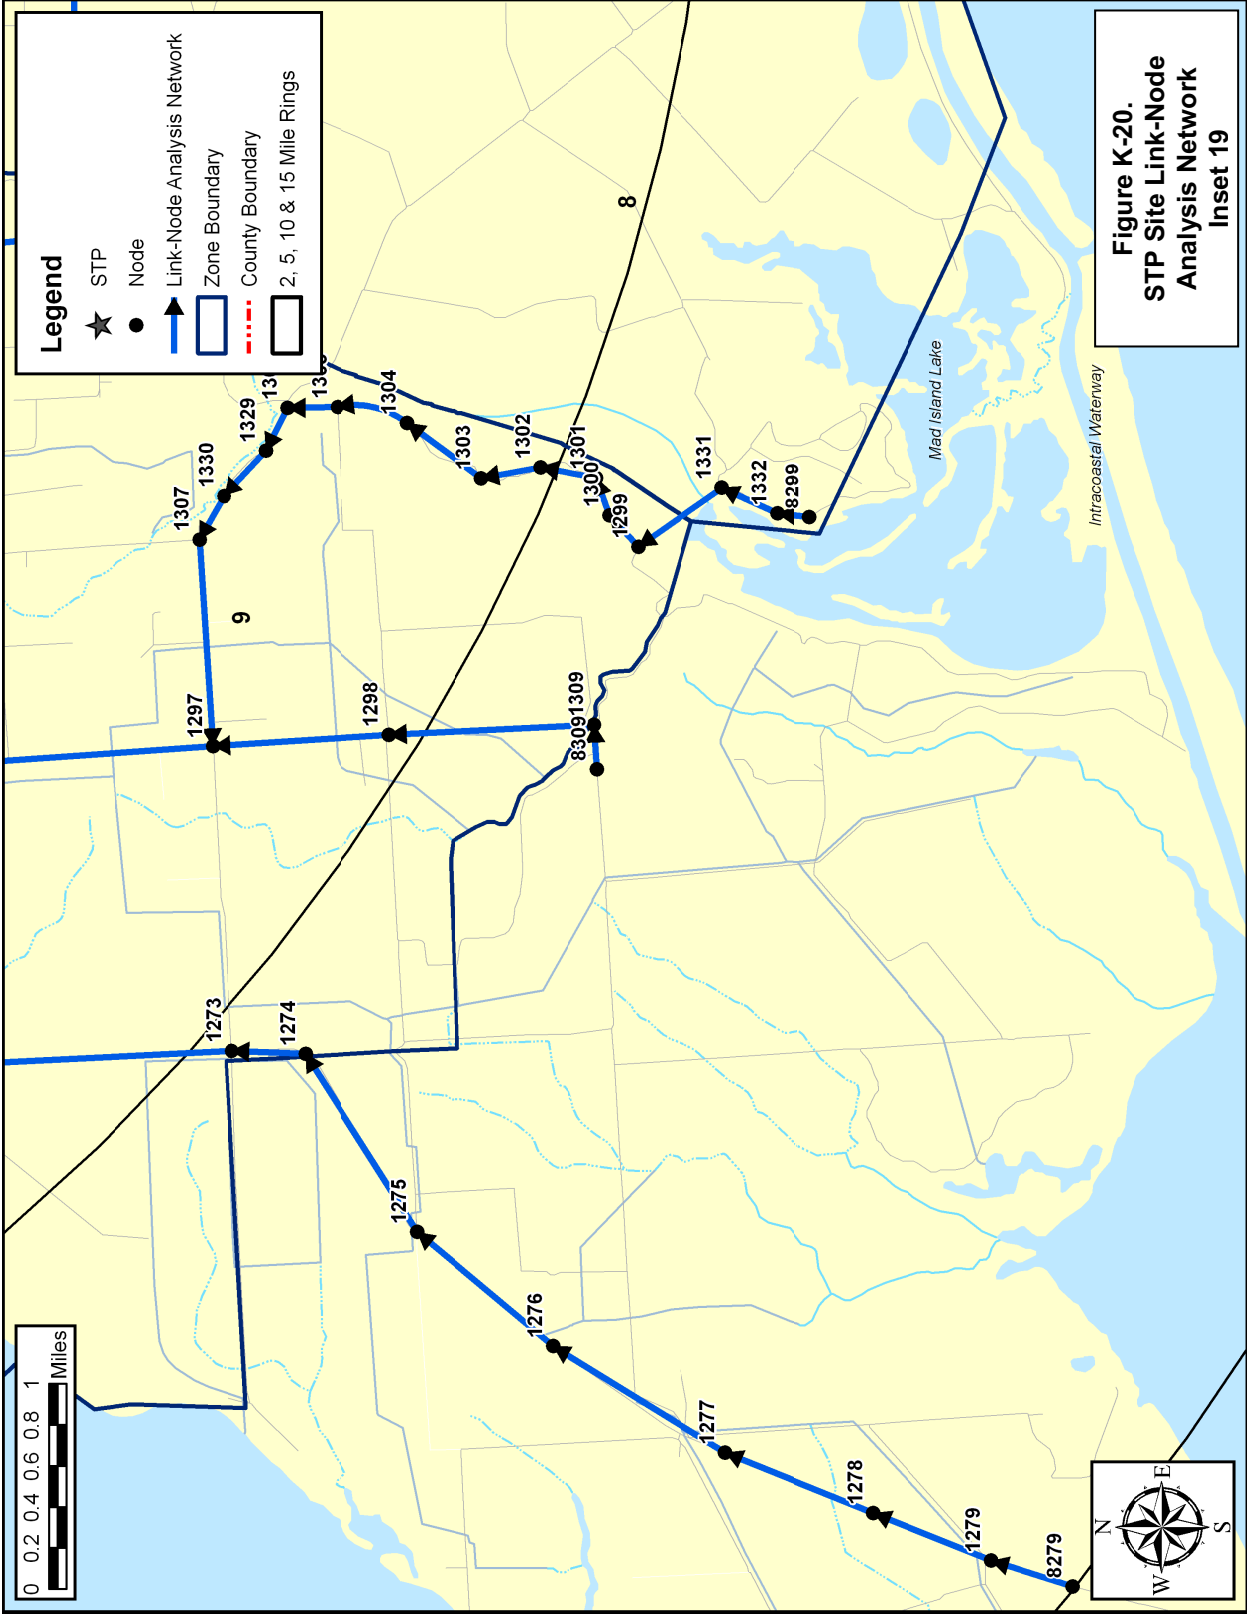 Legend
STP
Node
Link-Node Analysis Network
Zone Boundary
County Boundary
2, 5, 10 & 15 Mile Rings
Figure K-20.
STP Site Link-Node
Analysis Network
Inset 19
0 0.2 0.4 0.6 0.8 1
Miles
1329
1330
1307
1304
1303
1302
1301
1300
1299
1331
1332
8299
8
9
1297
1298
1309
8309
1273
1274
1275
1276
1277
1278
1279
8279
Mad Island Lake
Intracoastal Waterway
N
E
S
W